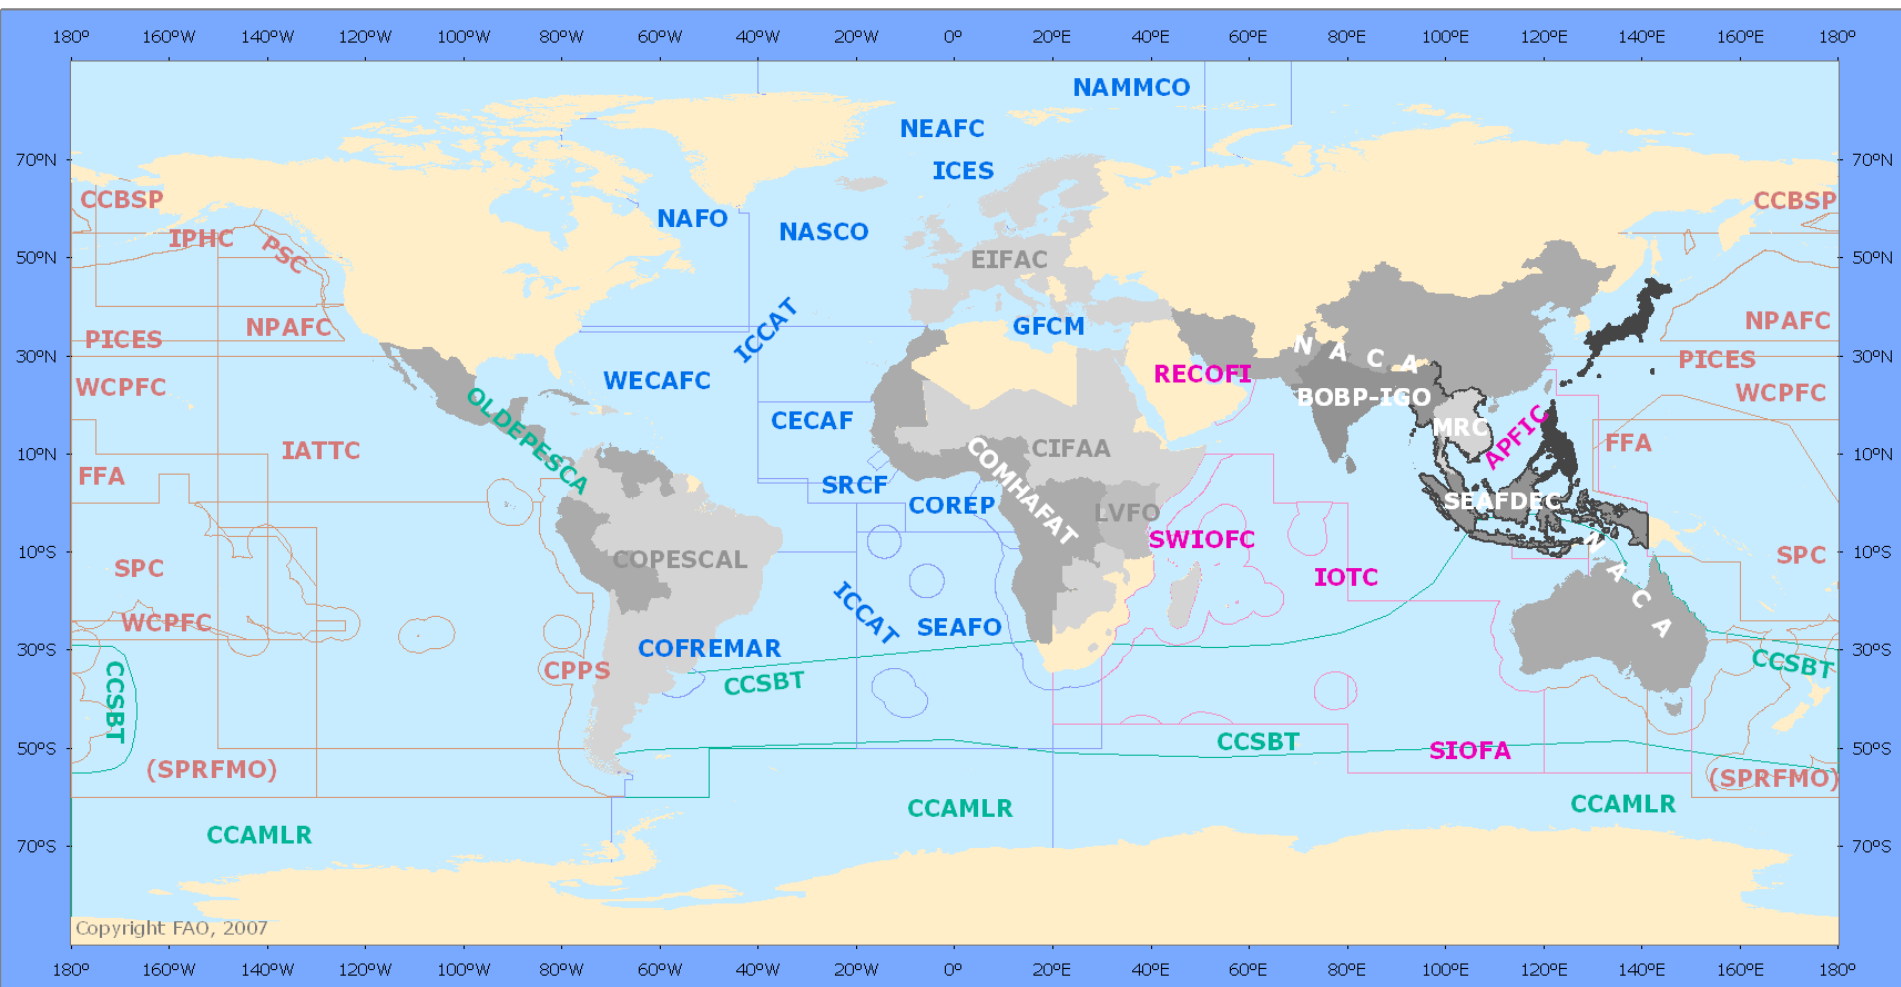 180º 160ºW 140ºW 120ºW 100ºW 80ºW 60ºW 40ºW 20ºW 0º 20ºE 40ºE 60ºE 80ºE 100ºE 120ºE 140ºE 160ºE 180º
NAMMCO
NEAFC
70ºN 70ºN
ICES
CCBSP CCBSP
NAFO
NASCO
IPHC
PSC
50ºN 50ºN
EIFAC
NPAFC
NPAFC
GFCM
ICCAT
PICES
N A C A
30ºN 30ºN
PICES
RECOFI
WECAFC
WCPFC
WCPFC
BOBP-IGO
OLDEPESCA
CECAF
MRC
APFIC
FFA
IATTC
CIFAA
10ºN 10ºN
FFA
COMHAFAT
SRCF
SEAFDEC
COREP
LVFO
SWIOFC
10ºS 10ºS
SPC
COPESCAL
SPC
IOTC
N A C A
ICCAT
WCPFC
SEAFO
COFREMAR
30ºS 30ºS
CCSBT
CPPS
CCSBT
CCSBT
CCSBT
50ºS 50ºS
SIOFA
(SPRFMO)
(SPRFMO)
CCAMLR
CCAMLR
CCAMLR
70ºS 70ºS
Copyright FAO, 2007
180º 160ºW 140ºW 120ºW 100ºW 80ºW 60ºW 40ºW 20ºW 0º 20ºE 40ºE 60ºE 80ºE 100ºE 120ºE 140ºE 160ºE 180º